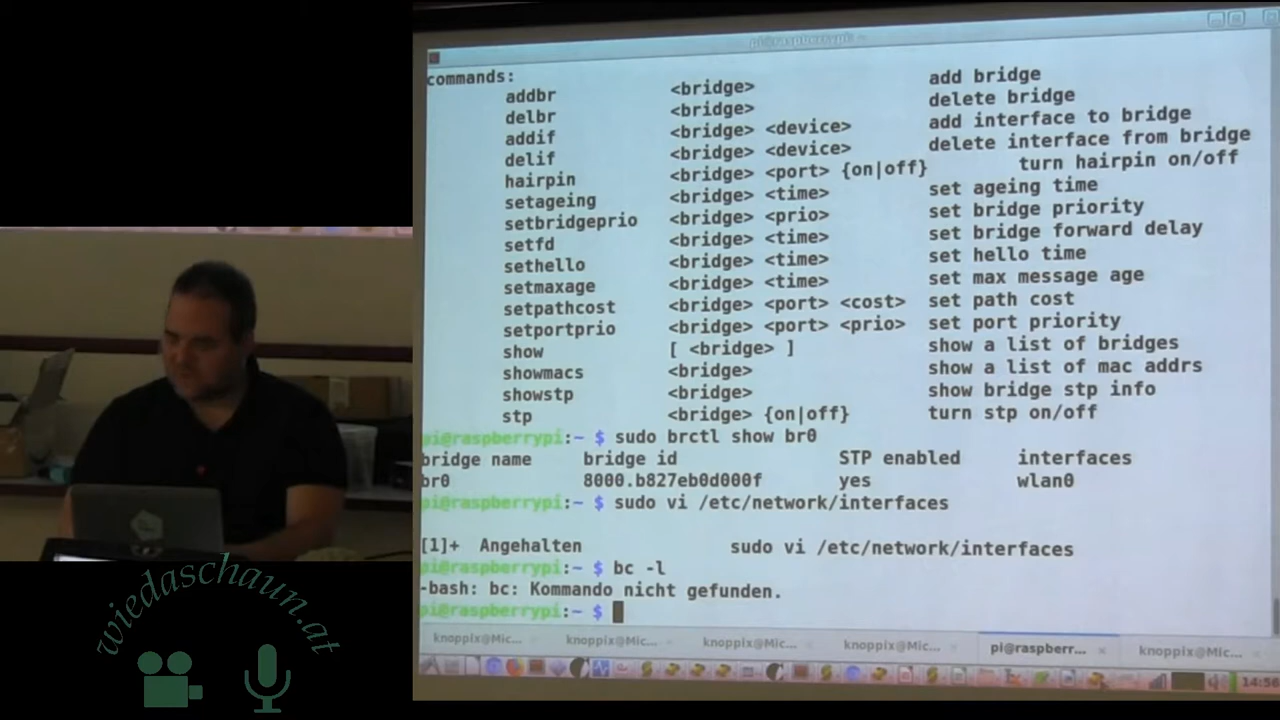 pi@raspberrypi: ~
commands:
addbr <bridge> add bridge
delbr <bridge> delete bridge
addif <bridge> <device> add interface to bridge
delif <bridge> <device> delete interface from bridge
hairpin <bridge> <port> {on|off} turn hairpin on/off
setageing <bridge> <time> set ageing time
setbridgeprio <bridge> <prio> set bridge priority
setfd <bridge> <time> set bridge forward delay
sethello <bridge> <time> set hello time
setmaxage <bridge> <time> set max message age
setpathcost <bridge> <port> <cost> set path cost
setportprio <bridge> <port> <prio> set port priority
show [ <bridge> ] show a list of bridges
showmacs <bridge> show a list of mac addrs
showstp <bridge> show bridge stp info
stp <bridge> {on|off} turn stp on/off
pi@raspberrypi:~ $ sudo brctl show br0
bridge name bridge id STP enabled interfaces
br0 8000.b827eb0d000f yes wlan0
pi@raspberrypi:~ $ sudo vi /etc/network/interfaces
[1]+ Angehalten sudo vi /etc/network/interfaces
pi@raspberrypi:~ $ bc -l
-bash: bc: Kommando nicht gefunden.
pi@raspberrypi:~ $
knoppix@Mic... knoppix@Mic... knoppix@Mic... knoppix@Mic... pi@raspberr... knoppix@Mic...
14:56
wiedaschaun.at